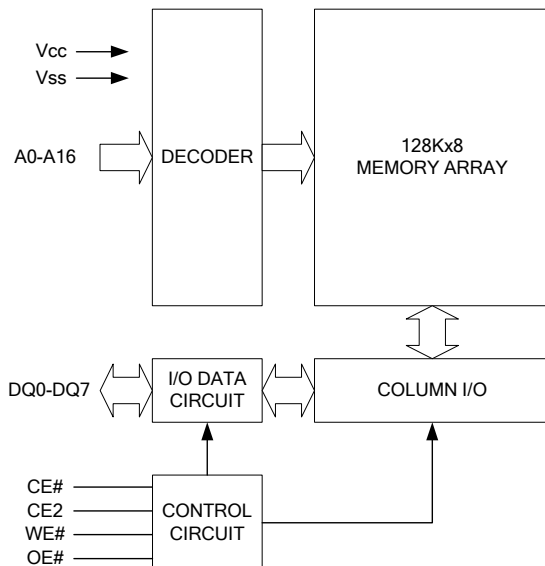 Vcc
Vss
A0-A16
DECODER
128Kx8
MEMORY ARRAY
DQ0-DQ7
I/O DATA
CIRCUIT
COLUMN I/O
CE#
CE2
WE#
OE#
CONTROL
CIRCUIT